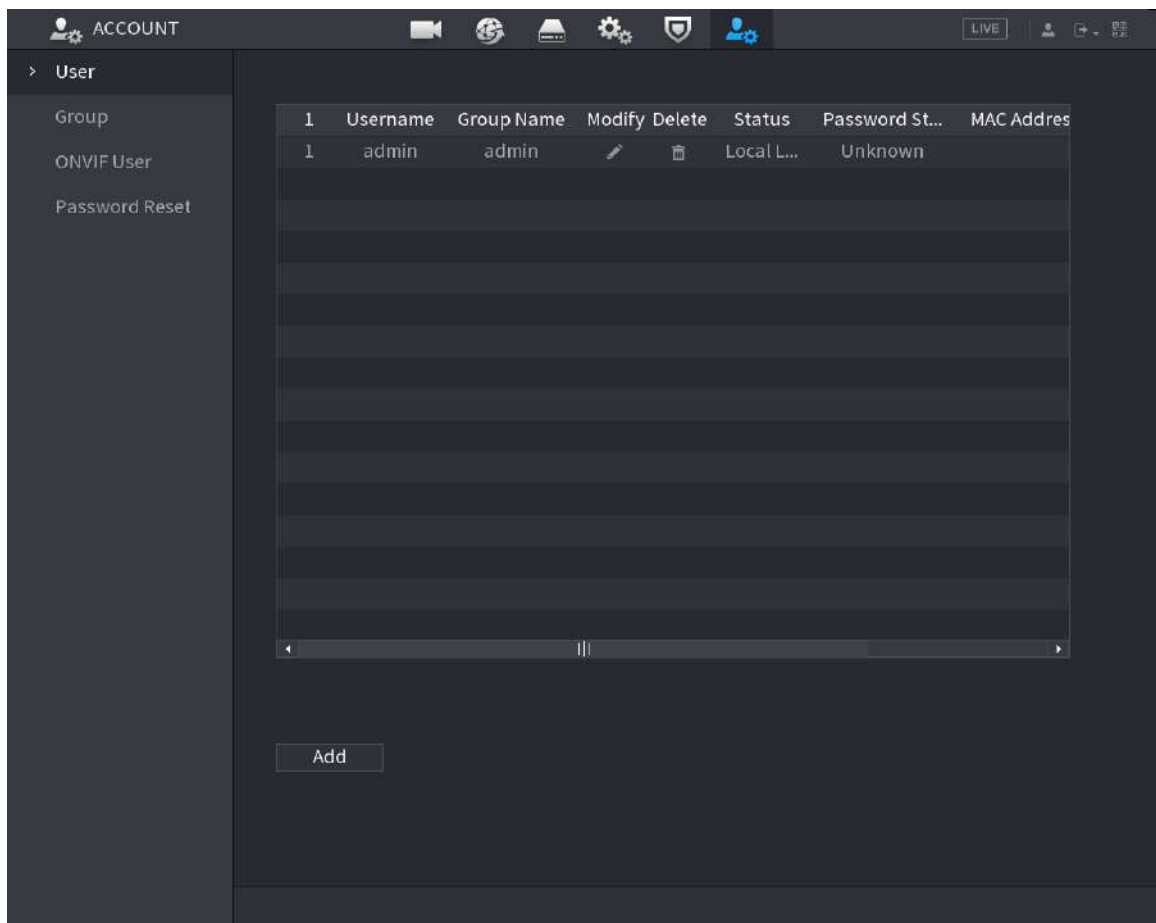 ACCOUNT LIVE
User
Group
ONVIF User
Password Reset
1 Username Group Name Modify Delete Status Password St... MAC Addres
1 admin admin Local L... Unknown
Add